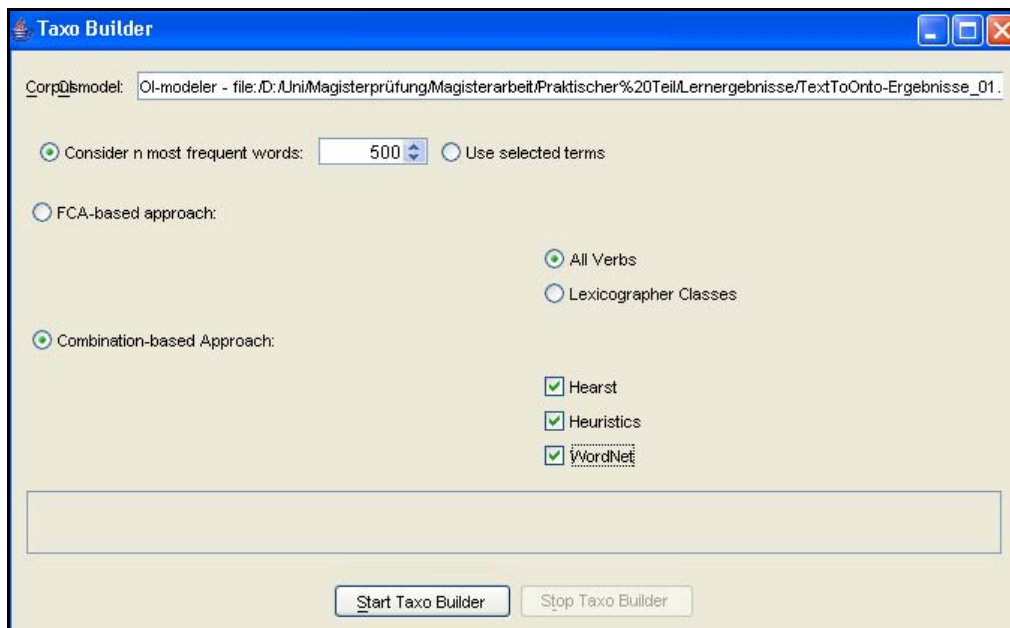 Taxo Builder
OI-modeler - file:/D:/Uni/Magisterprüfung/Magisterarbeit/Praktischer%20Teil/Lernergebnisse/TextToOnto-Ergebnisse_01.
Consider n most frequent words: 500 Use selected terms
FCA-based approach:
All Verbs
Lexicographer Classes
Combination-based Approach:
Hearst
Heuristics
WordNet
Start Taxo Builder Stop Taxo Builder